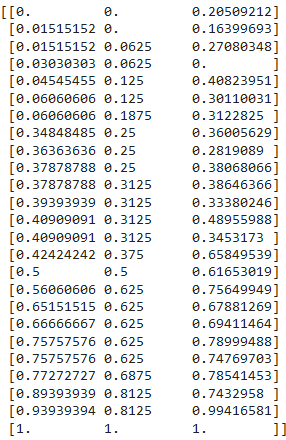 [[0.         0.         0.20509212]
 [0.01515152 0.         0.16399693]
 [0.01515152 0.0625     0.27080348]
 [0.03030303 0.0625     0.        ]
 [0.04545455 0.125      0.40823951]
 [0.06060606 0.125      0.30110031]
 [0.06060606 0.1875     0.3122825 ]
 [0.34848485 0.25       0.36005629]
 [0.36363636 0.25       0.2819089 ]
 [0.37878788 0.25       0.38068066]
 [0.37878788 0.3125     0.38646366]
 [0.39393939 0.3125     0.33380246]
 [0.40909091 0.3125     0.48955988]
 [0.40909091 0.3125     0.3453173 ]
 [0.42424242 0.375      0.65849539]
 [0.5        0.5        0.61653019]
 [0.56060606 0.625      0.75649949]
 [0.65151515 0.625      0.67881269]
 [0.66666667 0.625      0.69411464]
 [0.75757576 0.625      0.78999488]
 [0.75757576 0.625      0.74769703]
 [0.77272727 0.6875     0.78541453]
 [0.89393939 0.8125     0.7432958 ]
 [0.93939394 0.8125     0.99416581]
 [1.         1.         1.        ]]